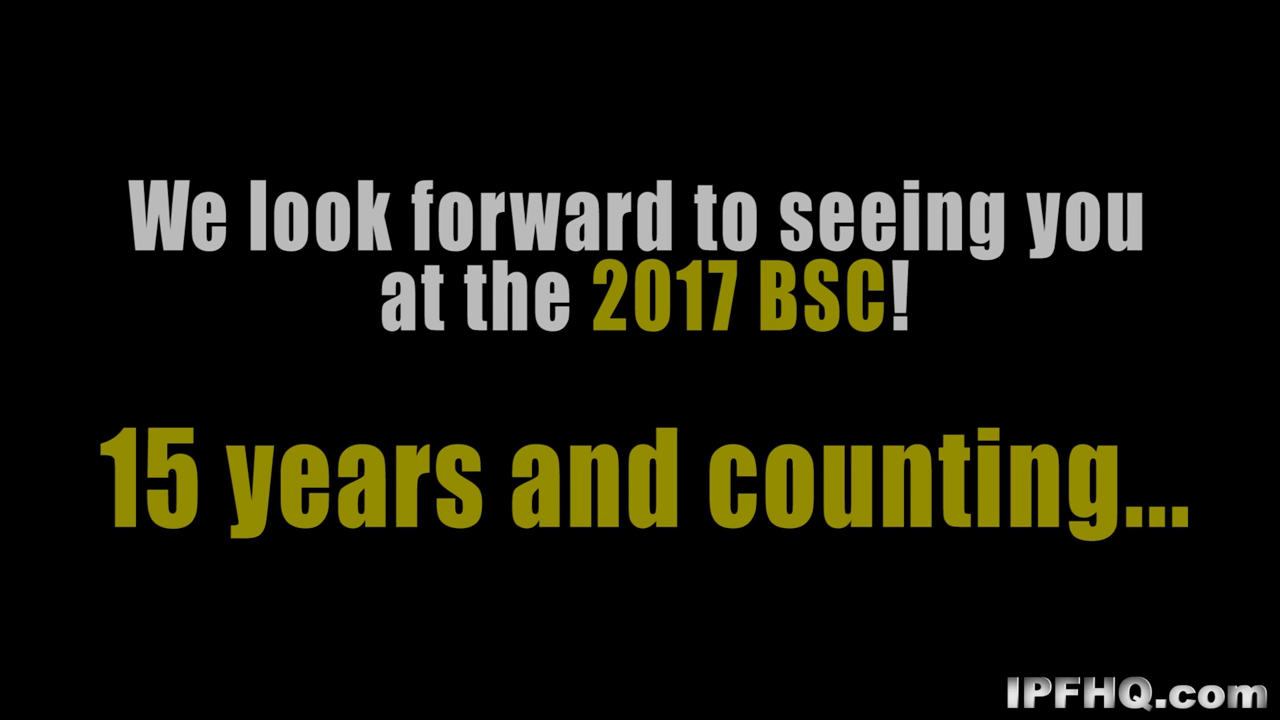 We look forward to seeing you
at the 2017 BSC!
15 years and counting...
IPFHQ.com